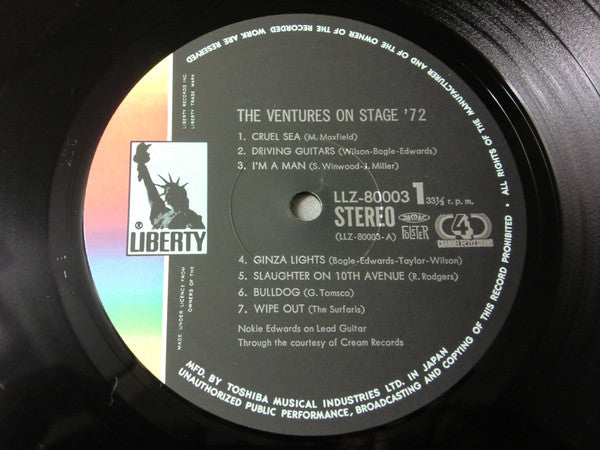 ALL RIGHTS OF THE MANUFACTURER AND OF THE OWNER OF THE RECORDED WORK ARE RESERVED
LIBERTY RECORDS INC.
LIBERTY TRADE MARK
THE VENTURES ON STAGE '72
1. CRUEL SEA (M. Maxfield)
2. DRIVING GUITARS (Wilson-Bogle-Edwards)
3. I'M A MAN (S. Winwood-J. Miller)
LLZ-80003 1 33⅓ r. p. m.
STEREO
(LLZ-80003-A)
4
® LIBERTY
4. GINZA LIGHTS (Bogle-Edwards-Taylor-Wilson)
5. SLAUGHTER ON 10TH AVENUE (R. Rodgers)
6. BULLDOG (G. Tomsco)
7. WIPE OUT (The Surfaris)
Nokie Edwards on Lead Guitar
Through the courtesy of Cream Records
MADE UNDER LICENCE FROM
OWNERS OF THE
MFD. BY TOSHIBA MUSICAL INDUSTRIES LTD. IN JAPAN
UNAUTHORIZED PUBLIC PERFORMANCE, BROADCASTING AND COPYING OF THIS RECORD PROHIBITED •